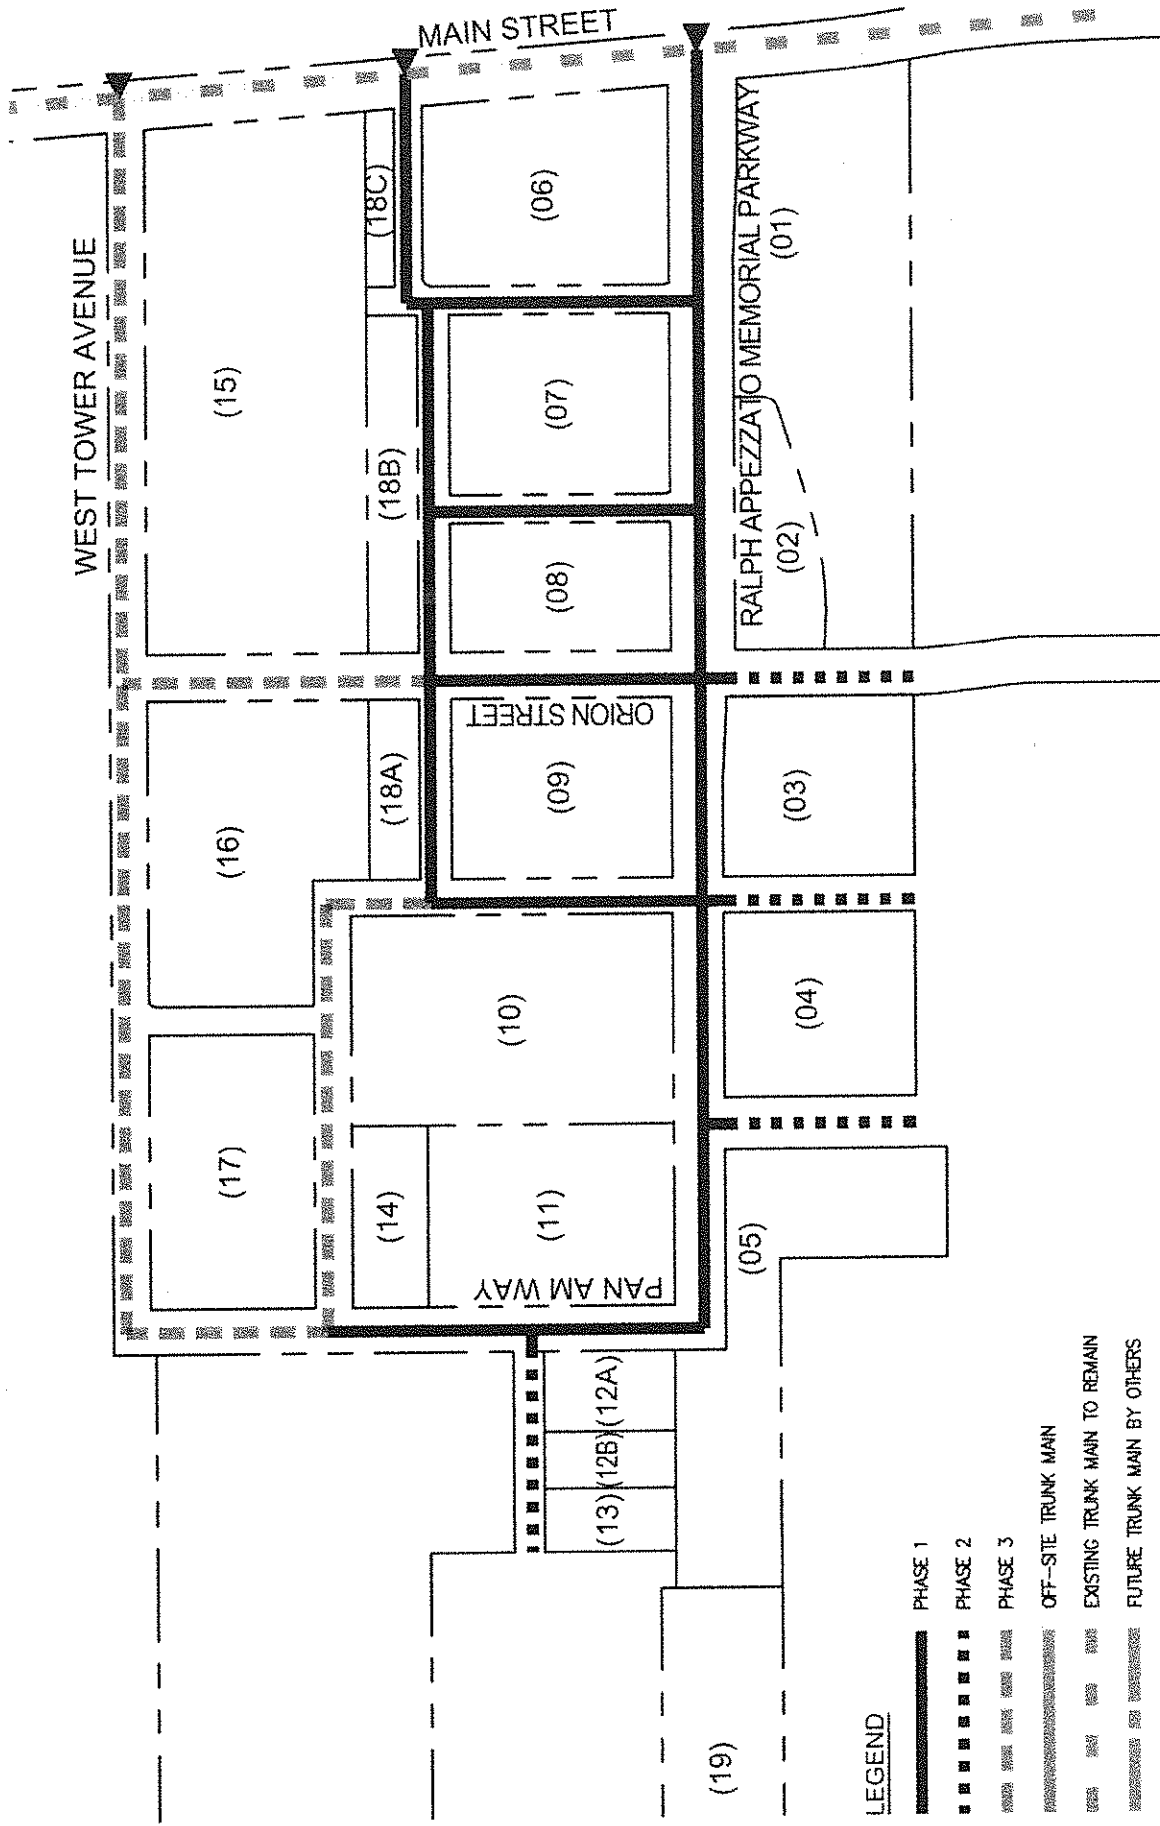 MAIN STREET
WEST TOWER AVENUE
RALPH APPEZZATO MEMORIAL PARKWAY
ORION STREET
PAN AM WAY
(15)
(18C)
(06)
(01)
(18B)
(07)
(02)
(08)
(16)
(18A)
(09)
(03)
(10)
(04)
(17)
(14)
(11)
(05)
(12A)
(12B)
(13)
(19)
LEGEND
PHASE 1
PHASE 2
PHASE 3
OFF-SITE TRUNK MAIN
EXISTING TRUNK MAIN TO REMAIN
FUTURE TRUNK MAIN BY OTHERS